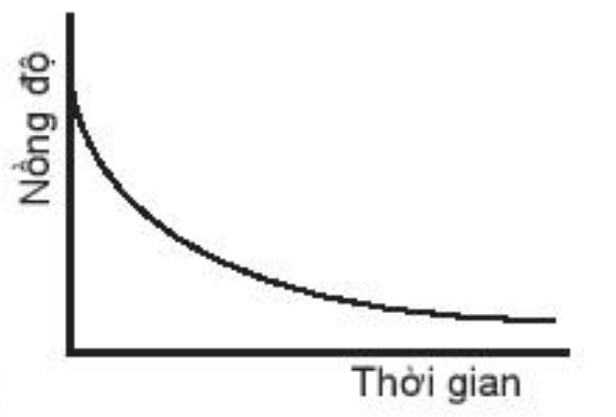 Nồng độ
Thời gian